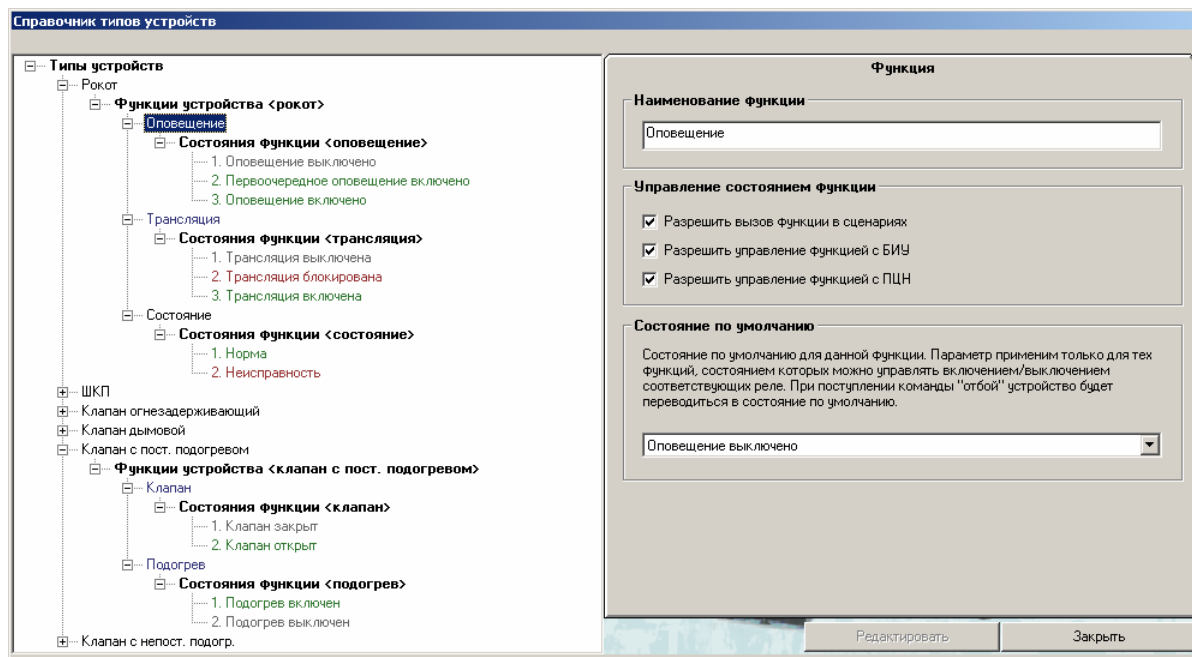 Справочник типов устройств
Типы устройств
Рокот
Функции устройства <рокот>
Оповещение
Состояния функции <оповещение>
1. Оповещение выключено
2. Первоочередное оповещение включено
3. Оповещение включено
Трансляция
Состояния функции <трансляция>
1. Трансляция выключена
2. Трансляция блокирована
3. Трансляция включена
Состояние
Состояния функции <состояние>
1. Норма
2. Неисправность
ШКП
Клапан огнезадерживающий
Клапан дымовой
Клапан с пост. подогревом
Функции устройства <клапан с пост. подогревом>
Клапан
Состояния функции <клапан>
1. Клапан закрыт
2. Клапан открыт
Подогрев
Состояния функции <подогрев>
1. Подогрев включен
2. Подогрев выключен
Клапан с непост. подогр.
Функция
Наименование функции
Оповещение
Управление состоянием функции
Разрешить вызов функции в сценариях
Разрешить управление функцией с БИУ
Разрешить управление функцией с ПЦН
Состояние по умолчанию
Состояние по умолчанию для данной функции. Параметр применим только для тех
функций, состоянием которых можно управлять включением/выключением
соответствующих реле. При поступлении команды "отбой" устройство будет
переводиться в состояние по умолчанию.
Оповещение выключено
Редактировать
Закрыть